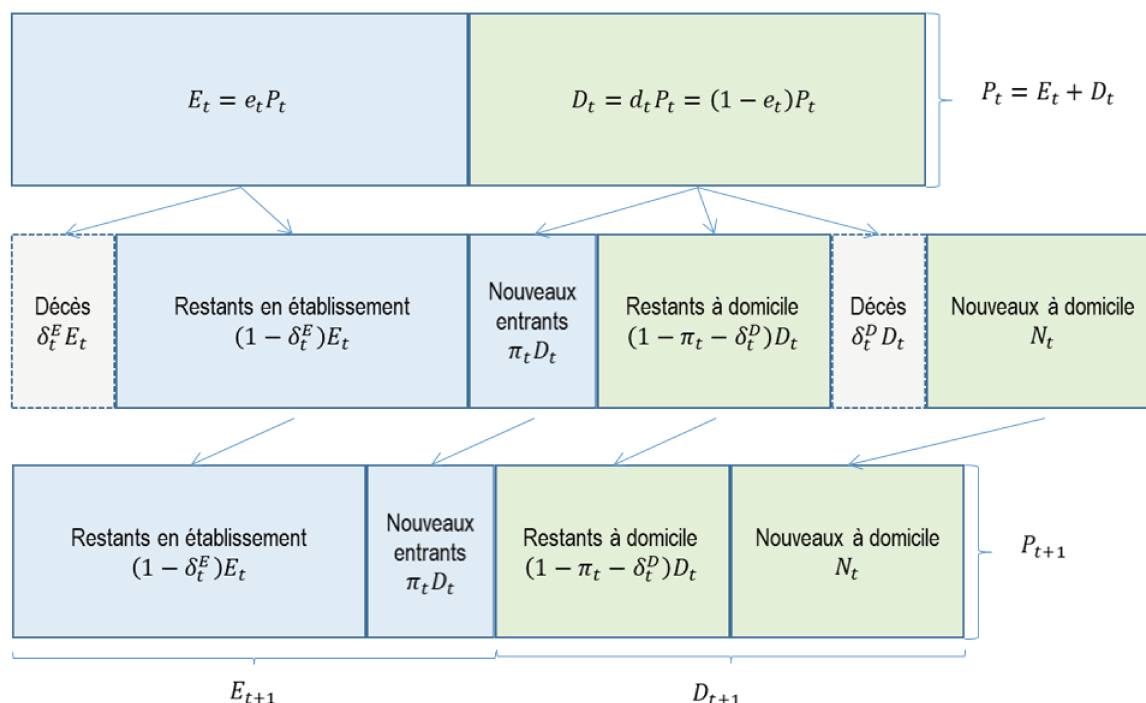 E_t = e_t P_t
D_t = d_t P_t = (1 − e_t)P_t
P_t = E_t + D_t
Décès
δ_t^E E_t
Restants en établissement
(1 − δ_t^E)E_t
Nouveaux
entrants
π_t D_t
Restants à domicile
(1 − π_t − δ_t^D)D_t
Décès
δ_t^D D_t
Nouveaux à domicile
N_t
Restants en établissement
(1 − δ_t^E)E_t
Nouveaux
entrants
π_t D_t
Restants à domicile
(1 − π_t − δ_t^D)D_t
Nouveaux à domicile
N_t
P_{t+1}
E_{t+1}
D_{t+1}